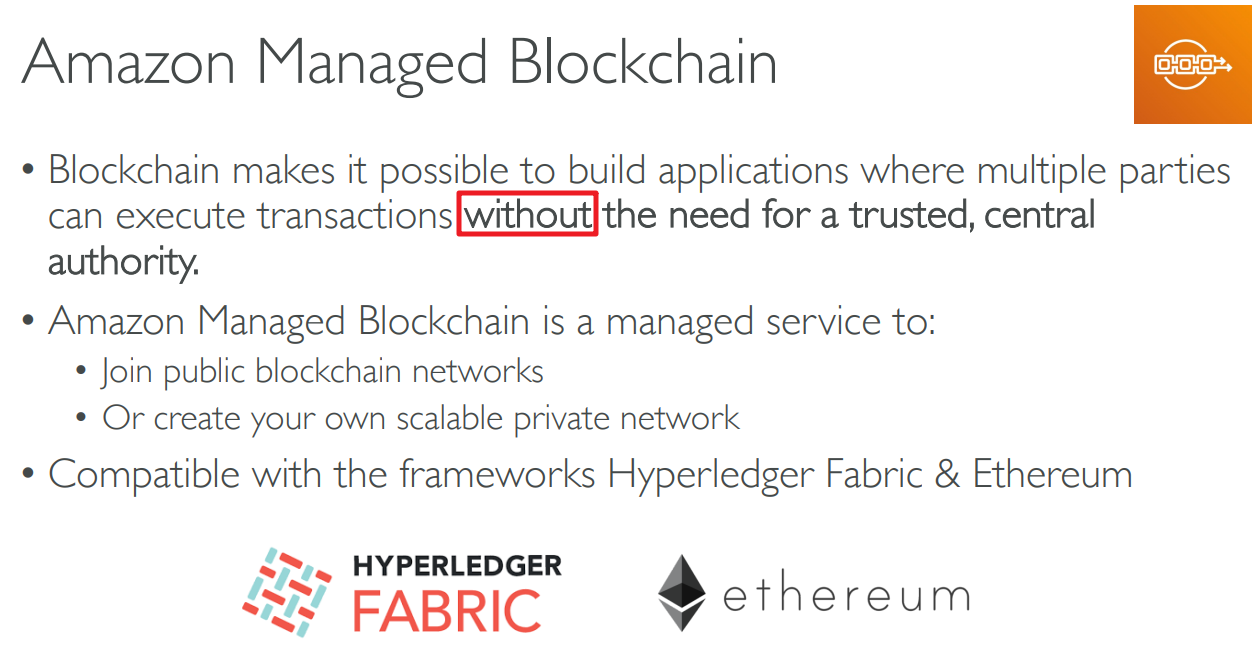 Amazon Managed Blockchain
• Blockchain makes it possible to build applications where multiple parties
can execute transactions without the need for a trusted, central
authority.
• Amazon Managed Blockchain is a managed service to:
• Join public blockchain networks
• Or create your own scalable private network
• Compatible with the frameworks Hyperledger Fabric & Ethereum
HYPERLEDGER
FABRIC
ethereum